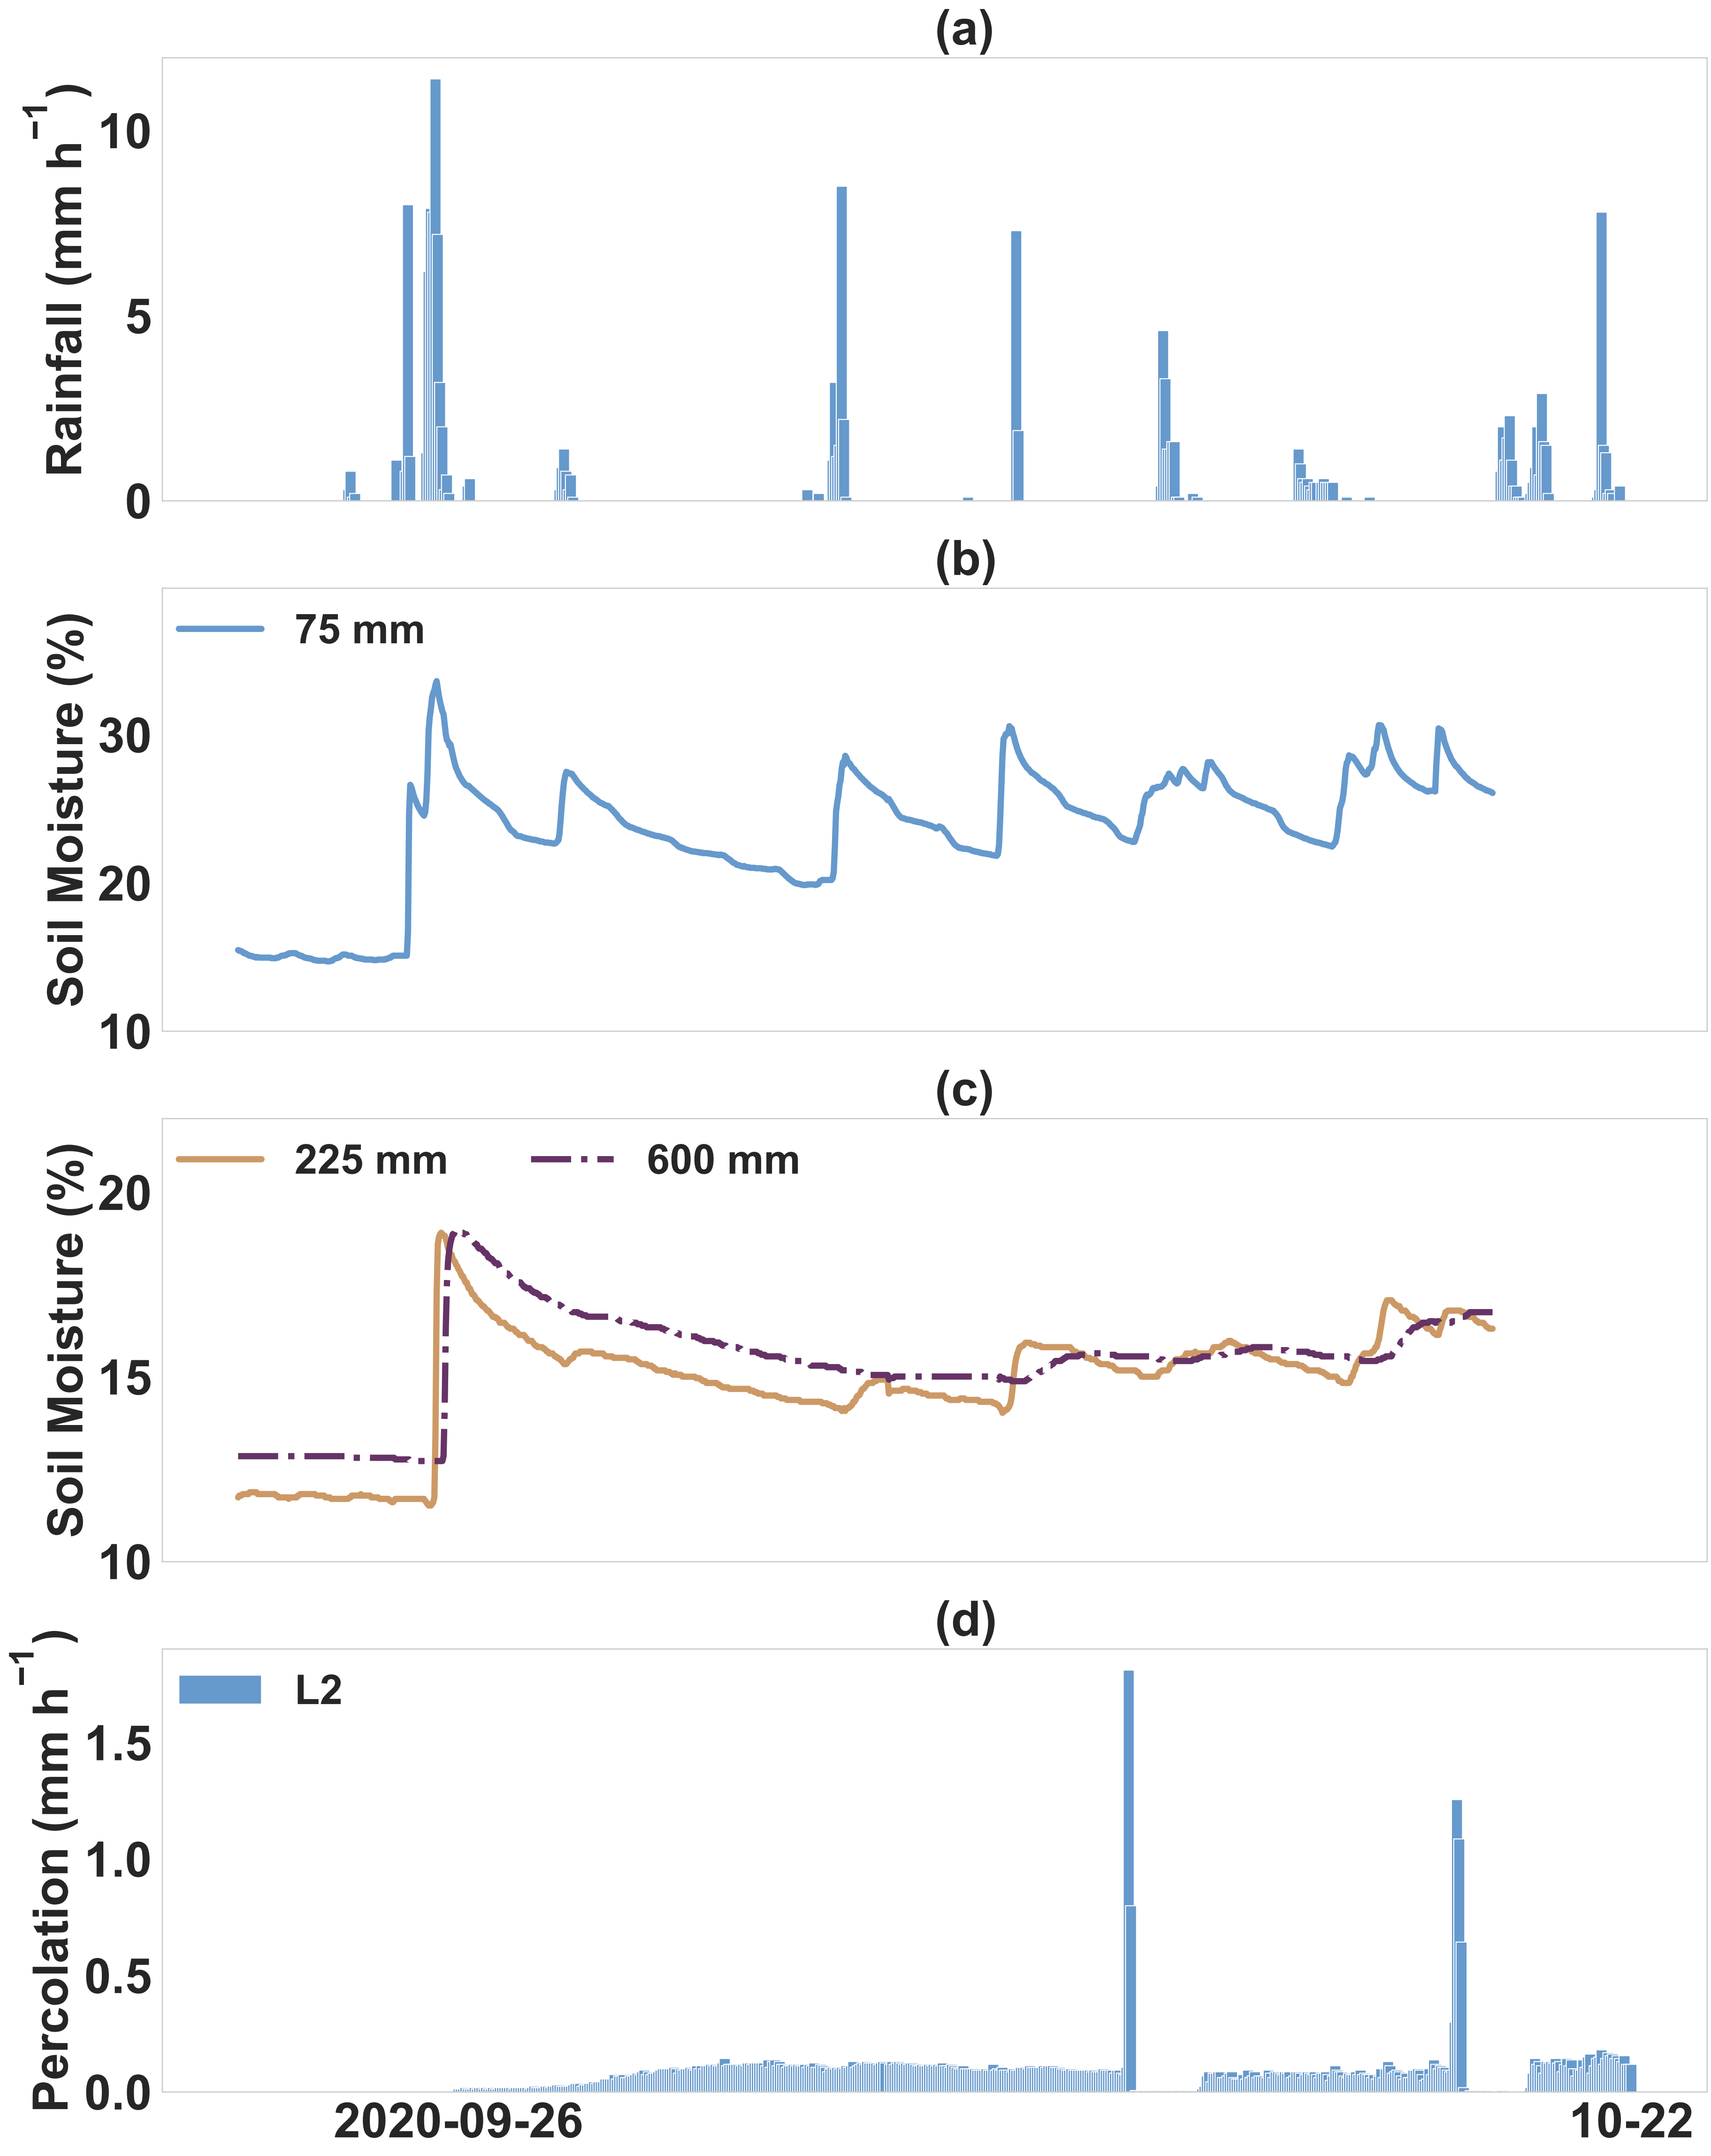 (a)
Rainfall (mm h⁻¹)
10
5
0
(b)
75 mm
Soil Moisture (%)
30
20
10
(c)
225 mm 600 mm
Soil Moisture (%)
20
15
10
(d)
L2
Percolation (mm h⁻¹)
1.5
1.0
0.5
0.0
2020-09-26 10-22